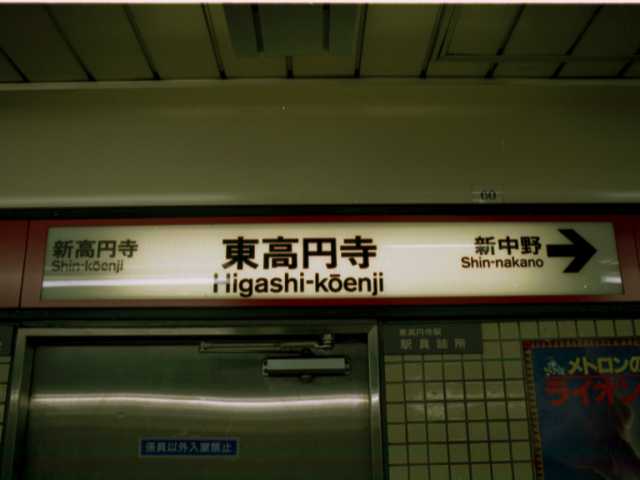 60
新高円寺
Shin-kōenji
東高円寺
Higashi-kōenji
新中野
Shin-nakano
東高円寺駅
駅員詰所
係員以外入室禁止
メトロンの
ライオン